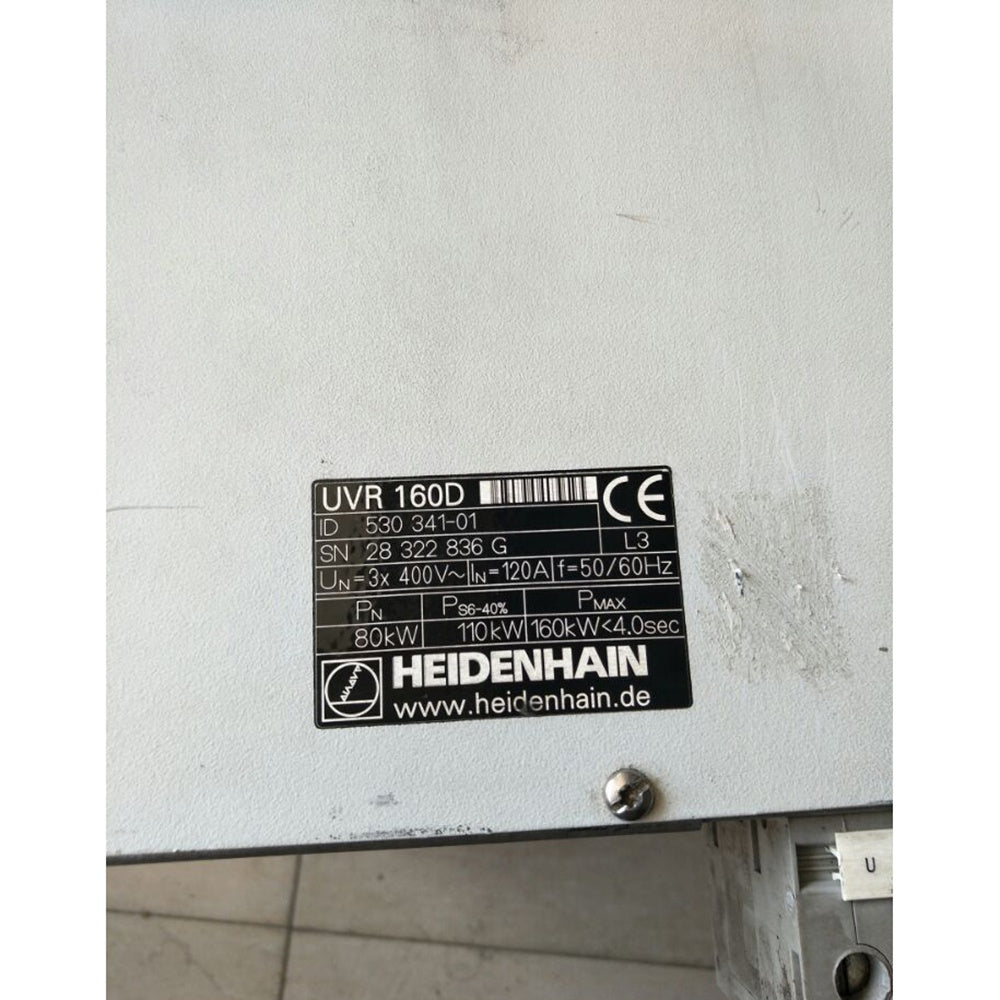 UVR 160D CE
ID 530 341-01
SN 28 322 836 G L3
UN=3x 400V~ IN=120A f=50/60Hz
PN PS6-40% PMAX
80kW 110kW 160kW<4.0sec
HEIDENHAIN
www.heidenhain.de
U